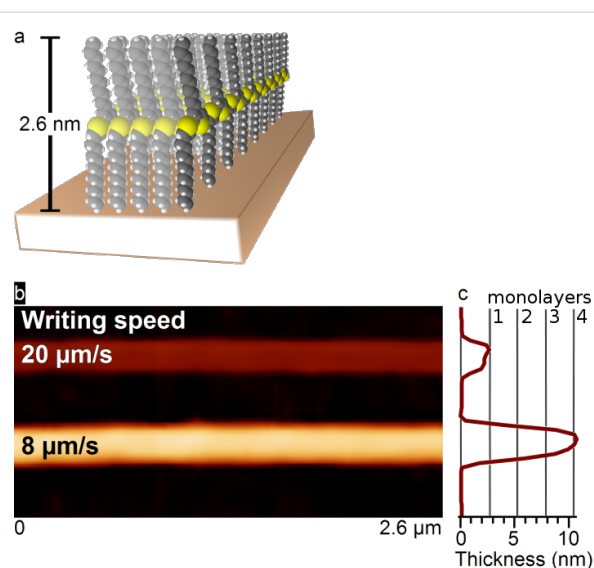 a
2.6 nm
b
Writing speed
20 µm/s
8 µm/s
0
2.6 µm
c
monolayers
1 2 3 4
0 5 10
Thickness (nm)